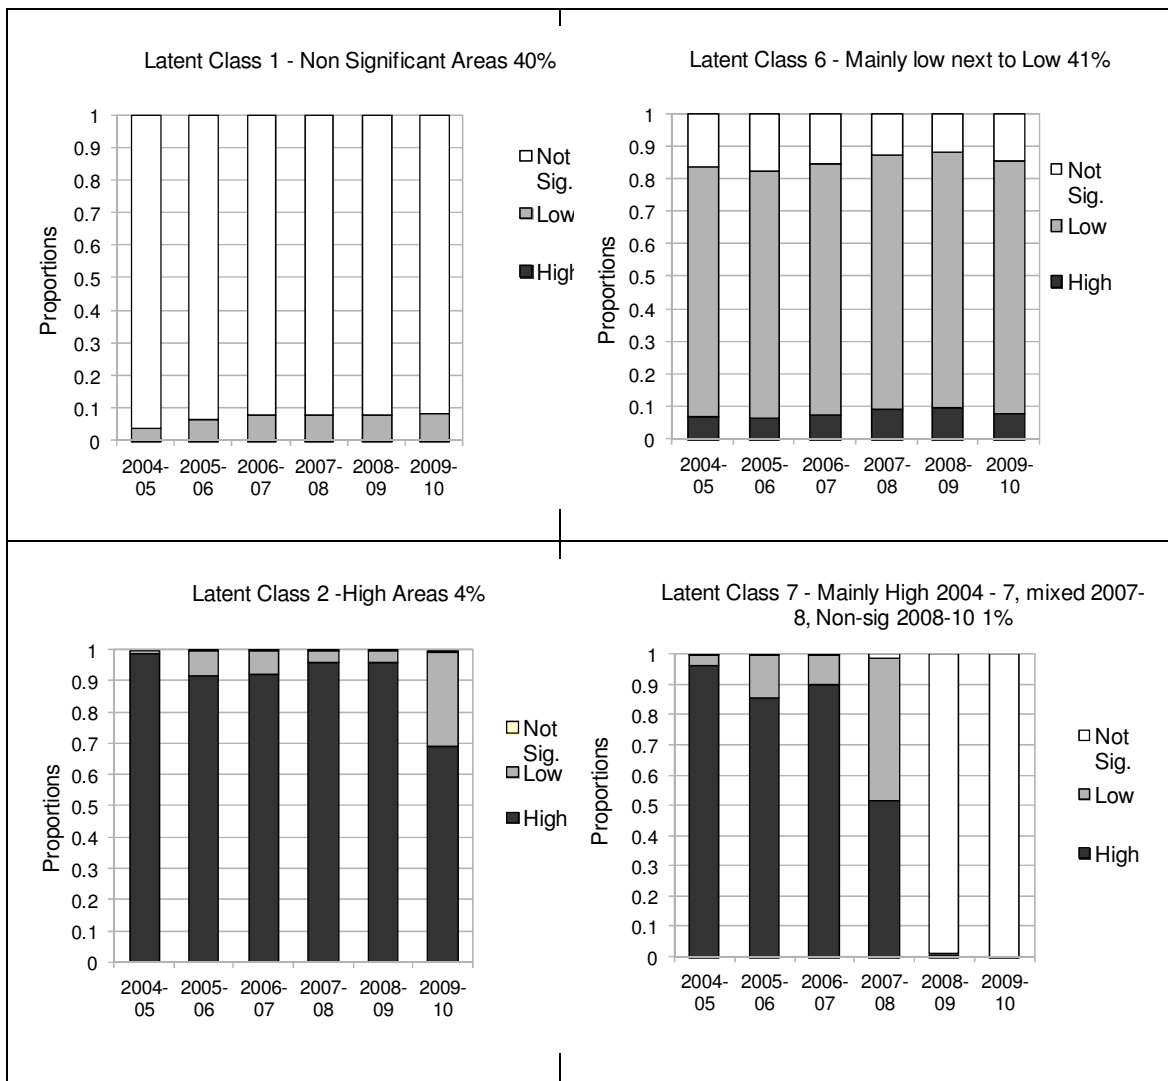 Latent Class 1 - Non Significant Areas 40%
Proportions
1
0.9
0.8
0.7
0.6
0.5
0.4
0.3
0.2
0.1
0
2004-05
2005-06
2006-07
2007-08
2008-09
2009-10
Not
Sig.
Low
High
Latent Class 6 - Mainly low next to Low 41%
Proportions
1
0.9
0.8
0.7
0.6
0.5
0.4
0.3
0.2
0.1
0
2004-05
2005-06
2006-07
2007-08
2008-09
2009-10
Not
Sig.
Low
High
Latent Class 2 -High Areas 4%
Proportions
1
0.9
0.8
0.7
0.6
0.5
0.4
0.3
0.2
0.1
0
2004-05
2005-06
2006-07
2007-08
2008-09
2009-10
Not
Sig.
Low
High
Latent Class 7 - Mainly High 2004 - 7, mixed 2007-
8, Non-sig 2008-10 1%
Proportions
1
0.9
0.8
0.7
0.6
0.5
0.4
0.3
0.2
0.1
0
2004-05
2005-06
2006-07
2007-08
2008-09
2009-10
Not
Sig.
Low
High